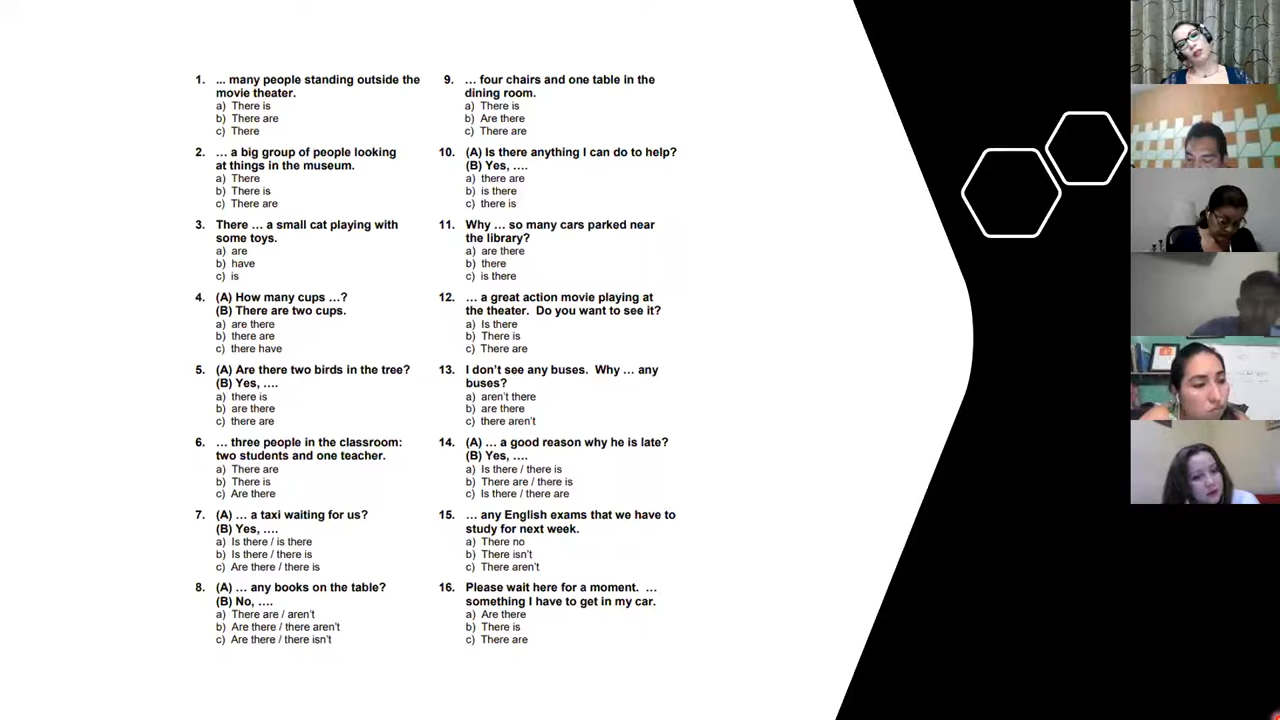 1. ... many people standing outside the
movie theater.
a) There is
b) There are
c) There
2. … a big group of people looking
at things in the museum.
a) There
b) There is
c) There are
3. There … a small cat playing with
some toys.
a) are
b) have
c) is
4. (A) How many cups …?
(B) There are two cups.
a) are there
b) there are
c) there have
5. (A) Are there two birds in the tree?
(B) Yes, ….
a) there is
b) are there
c) there are
6. … three people in the classroom:
two students and one teacher.
a) There are
b) There is
c) Are there
7. (A) … a taxi waiting for us?
(B) Yes, ….
a) Is there / is there
b) Is there / there is
c) Are there / there is
8. (A) … any books on the table?
(B) No, ….
a) There are / aren’t
b) Are there / there aren’t
c) Are there / there isn’t
9. … four chairs and one table in the
dining room.
a) There is
b) Are there
c) There are
10. (A) Is there anything I can do to help?
(B) Yes, ….
a) there are
b) is there
c) there is
11. Why … so many cars parked near
the library?
a) are there
b) there
c) is there
12. … a great action movie playing at
the theater. Do you want to see it?
a) Is there
b) There is
c) There are
13. I don’t see any buses. Why … any
buses?
a) aren’t there
b) are there
c) there aren’t
14. (A) … a good reason why he is late?
(B) Yes, ….
a) Is there / there is
b) There are / there is
c) Is there / there are
15. … any English exams that we have to
study for next week.
a) There no
b) There isn’t
c) There aren’t
16. Please wait here for a moment. …
something I have to get in my car.
a) Are there
b) There is
c) There are